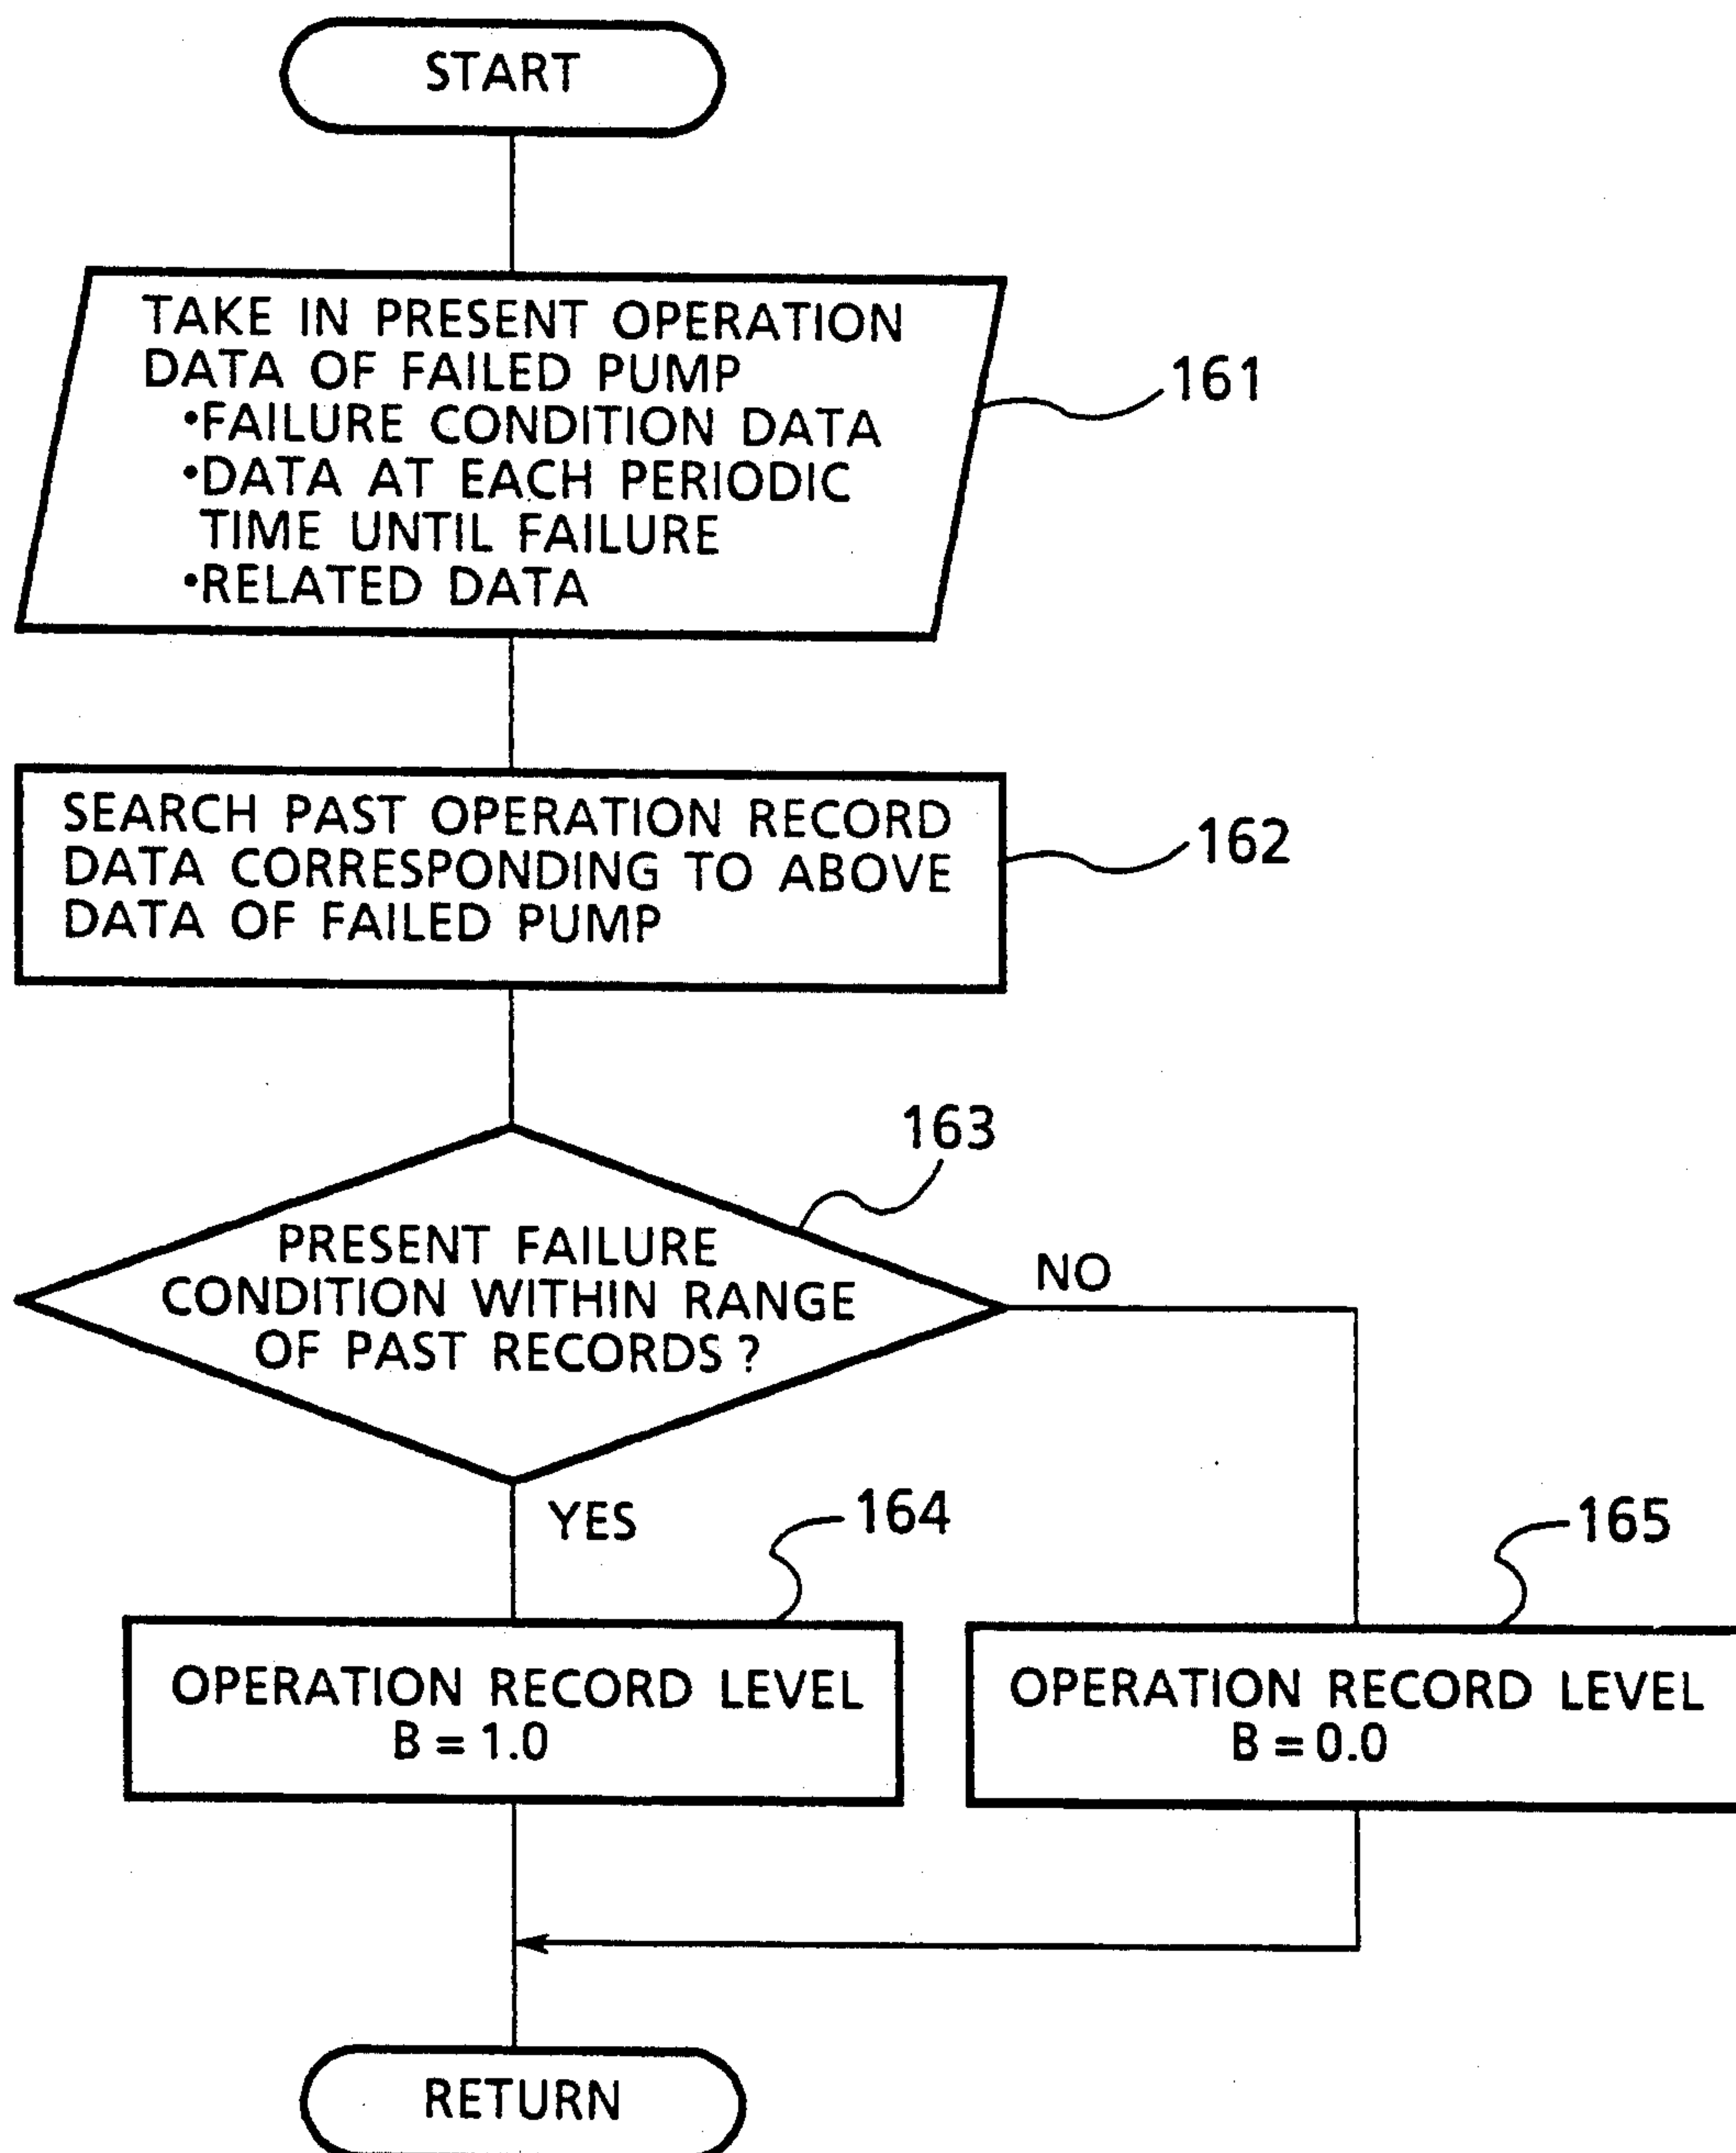 START
TAKE IN PRESENT OPERATION
DATA OF FAILED PUMP
•FAILURE CONDITION DATA
•DATA AT EACH PERIODIC
TIME UNTIL FAILURE
•RELATED DATA
161
SEARCH PAST OPERATION RECORD
DATA CORRESPONDING TO ABOVE
DATA OF FAILED PUMP
162
163
PRESENT FAILURE
CONDITION WITHIN RANGE
OF PAST RECORDS ?
NO
YES
164
165
OPERATION RECORD LEVEL
B = 1.0
OPERATION RECORD LEVEL
B = 0.0
RETURN